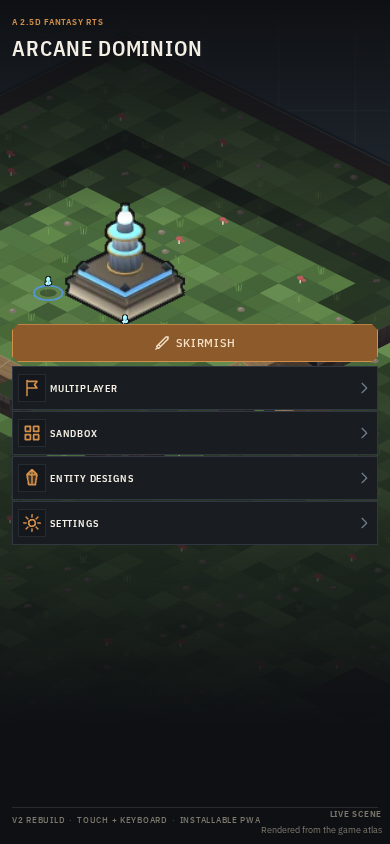 A 2.5D FANTASY RTS
ARCANE DOMINION
SKIRMISH
MULTIPLAYER
SANDBOX
ENTITY DESIGNS
SETTINGS
LIVE SCENE
V2 REBUILD · TOUCH + KEYBOARD · INSTALLABLE PWA
Rendered from the game atlas